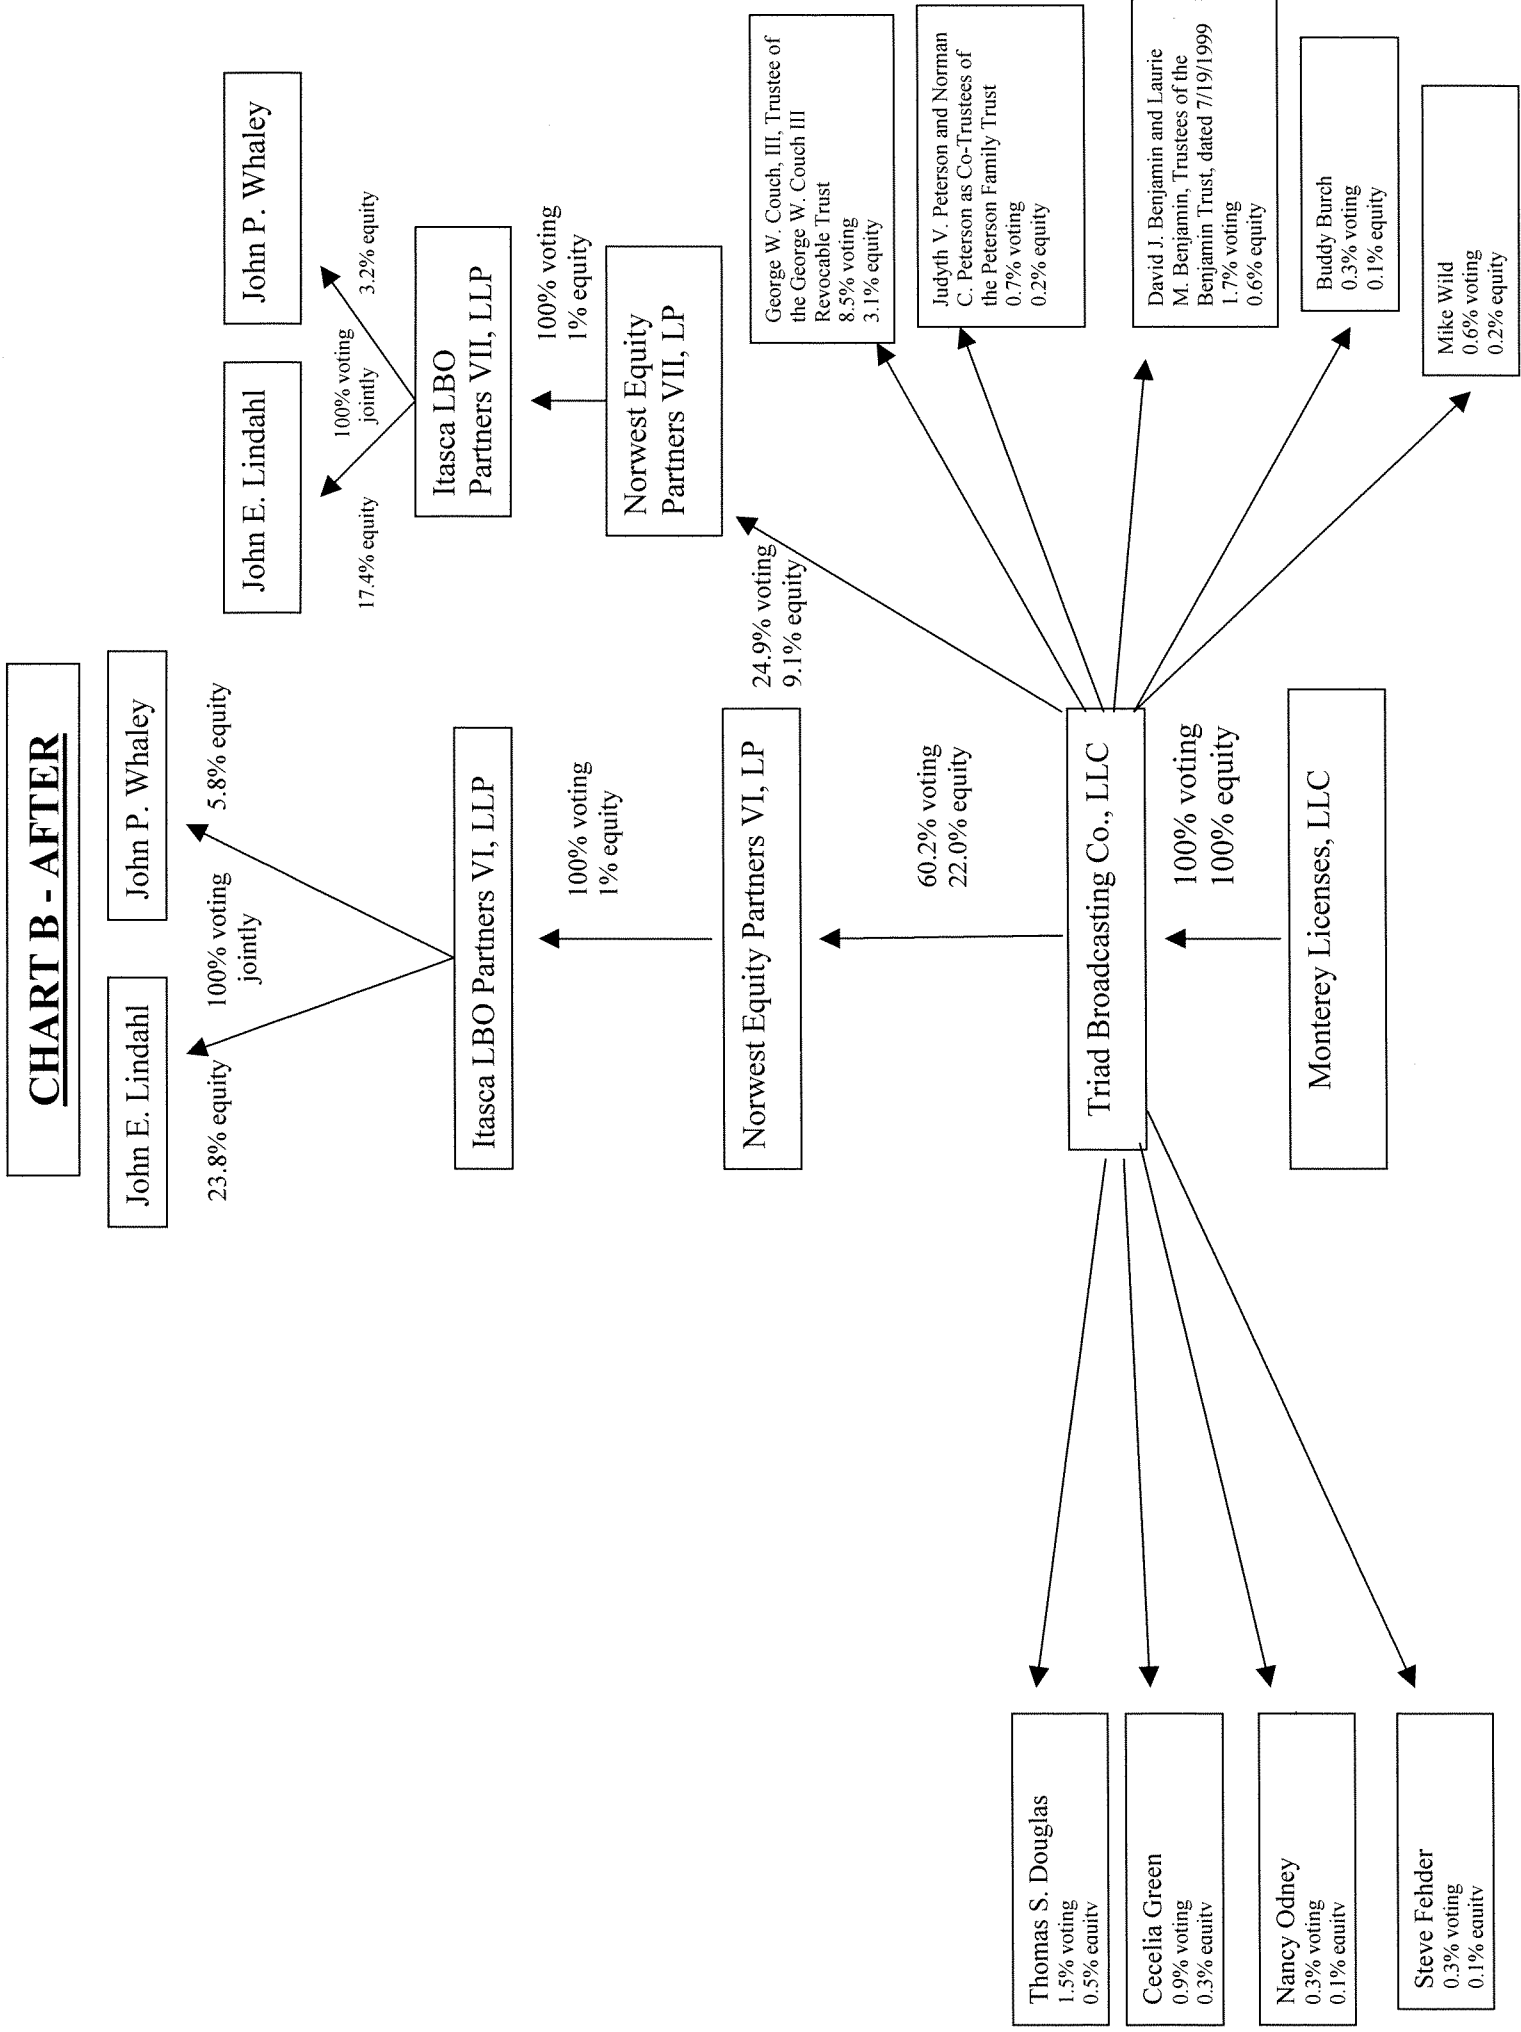 CHART B - AFTER
John E. Lindahl
John P. Whaley
23.8% equity
100% voting
jointly
5.8% equity
Itasca LBO Partners VI, LLP
100% voting
1% equity
Norwest Equity Partners VI, LP
60.2% voting
22.0% equity
John E. Lindahl
John P. Whaley
17.4% equity
100% voting
jointly
3.2% equity
Itasca LBO
Partners VII, LLP
100% voting
1% equity
Norwest Equity
Partners VII, LP
24.9% voting
9.1% equity
Triad Broadcasting Co., LLC
100% voting
100% equity
Monterey Licenses, LLC
Thomas S. Douglas
1.5% voting
0.5% equity
Cecelia Green
0.9% voting
0.3% equity
Nancy Odney
0.3% voting
0.1% equity
Steve Fehder
0.3% voting
0.1% equity
George W. Couch, III, Trustee of
the George W. Couch III
Revocable Trust
8.5% voting
3.1% equity
Judyth V. Peterson and Norman
C. Peterson as Co-Trustees of
the Peterson Family Trust
0.7% voting
0.2% equity
David J. Benjamin and Laurie
M. Benjamin, Trustees of the
Benjamin Trust, dated 7/19/1999
1.7% voting
0.6% equity
Buddy Burch
0.3% voting
0.1% equity
Mike Wild
0.6% voting
0.2% equity